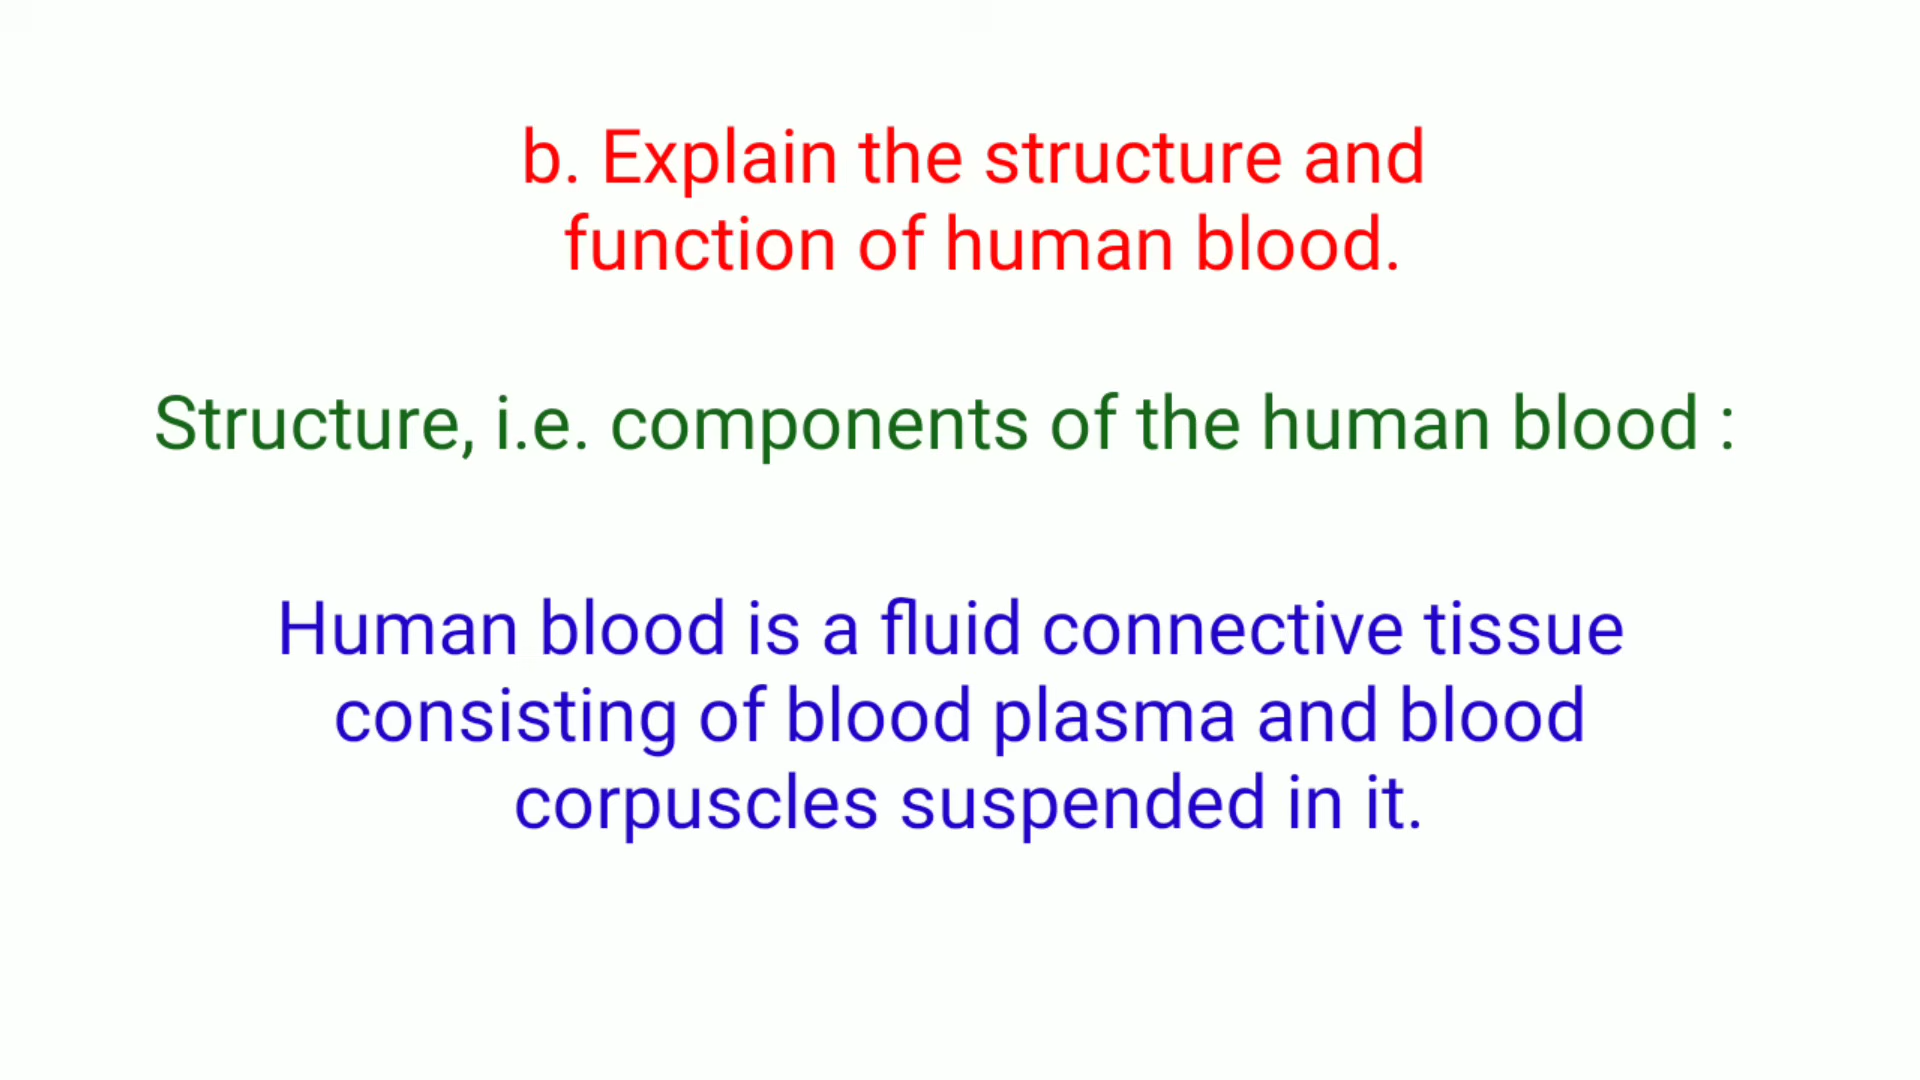 b. Explain the structure and
function of human blood.
Structure, i.e. components of the human blood :
Human blood is a fluid connective tissue
consisting of blood plasma and blood
corpuscles suspended in it.